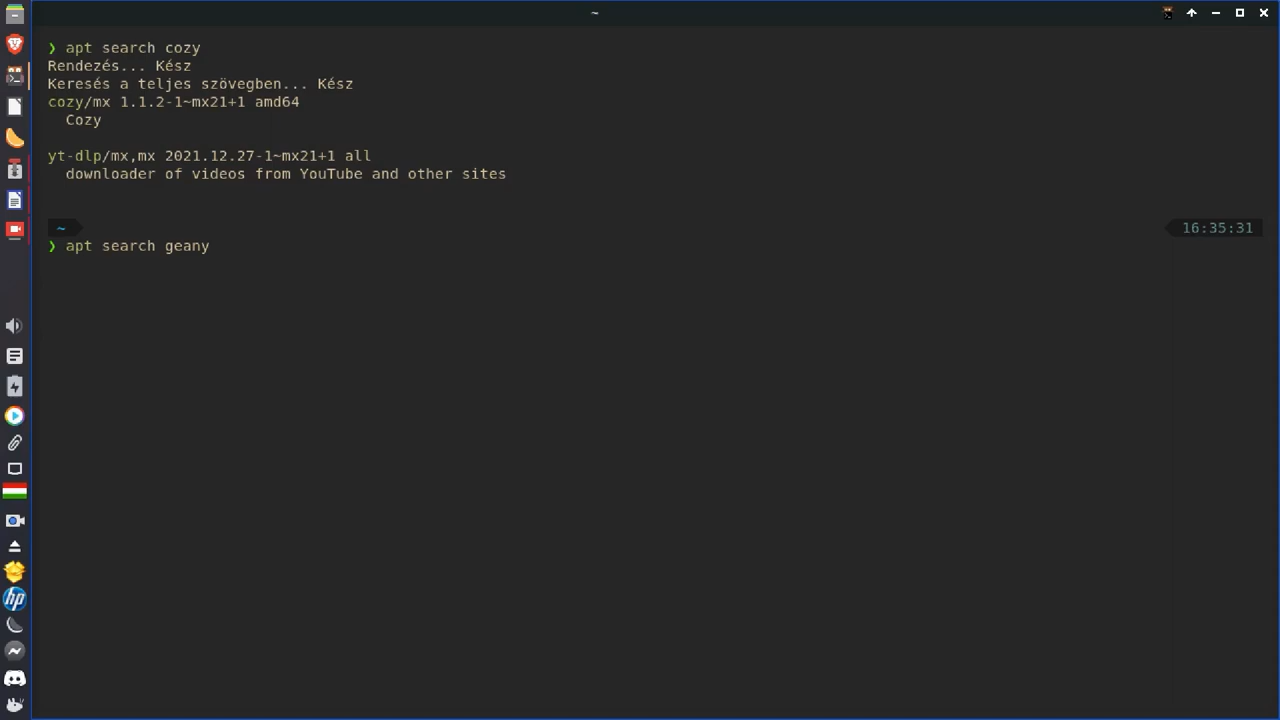 ~
❯ apt search cozy
Rendezés... Kész
Keresés a teljes szövegben... Kész
cozy/mx 1.1.2-1~mx21+1 amd64
  Cozy
yt-dlp/mx,mx 2021.12.27-1~mx21+1 all
  downloader of videos from YouTube and other sites
~ 16:35:31
❯ apt search geany
hp